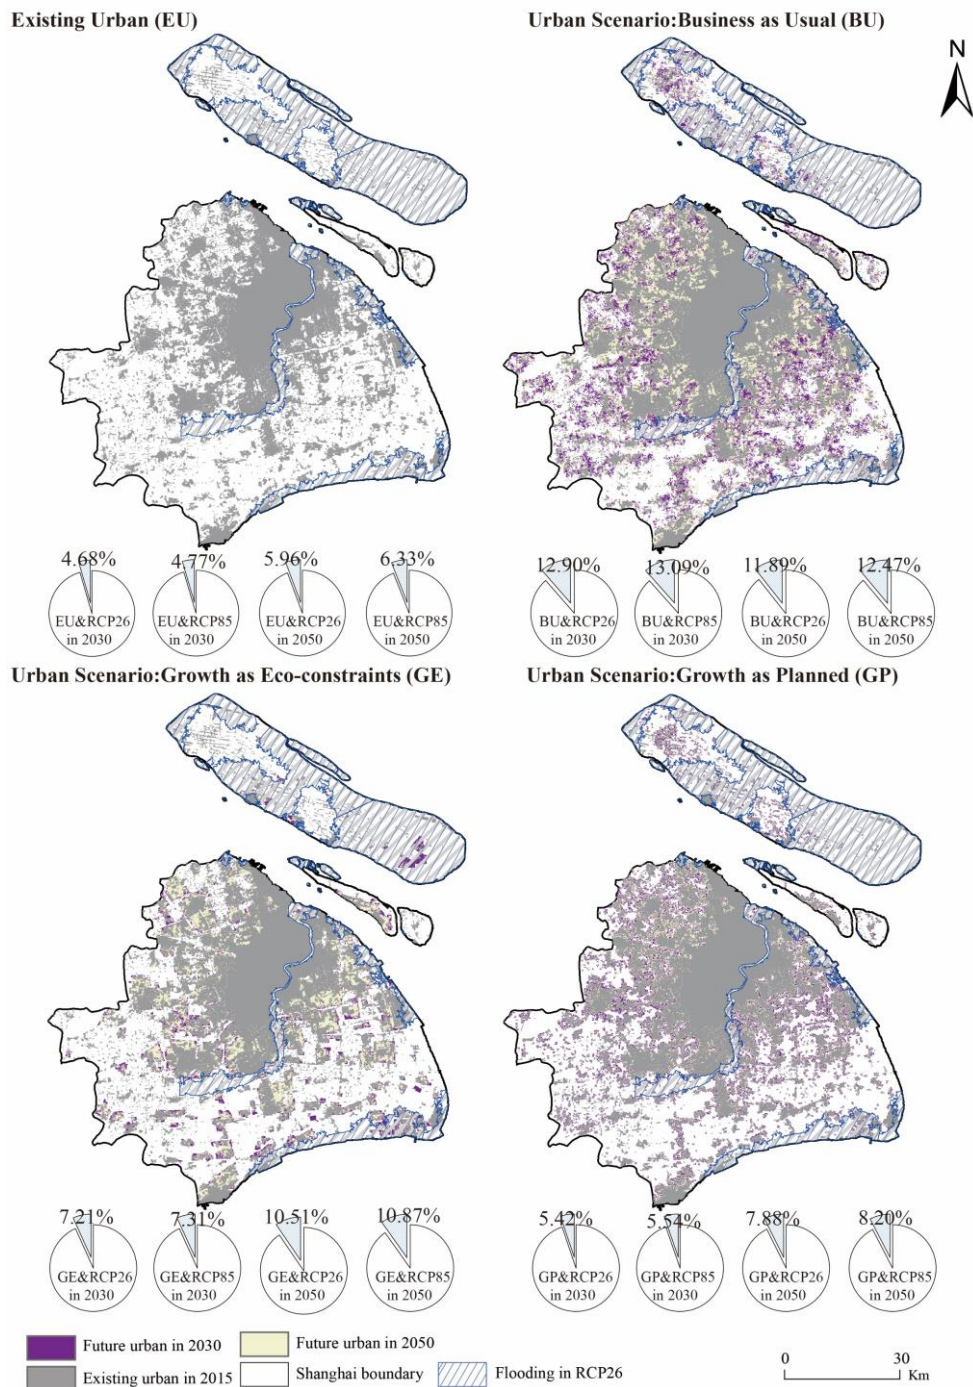 Existing Urban (EU)
Urban Scenario:Business as Usual (BU)
N
4.68%
EU&RCP26
in 2030
4.77%
EU&RCP85
in 2030
5.96%
EU&RCP26
in 2050
6.33%
EU&RCP85
in 2050
12.90%
BU&RCP26
in 2030
13.09%
BU&RCP85
in 2030
11.89%
BU&RCP26
in 2050
12.47%
BU&RCP85
in 2050
Urban Scenario:Growth as Eco-constraints (GE)
Urban Scenario:Growth as Planned (GP)
7.21%
GE&RCP26
in 2030
7.31%
GE&RCP85
in 2030
10.51%
GE&RCP26
in 2050
10.87%
GE&RCP85
in 2050
5.42%
GP&RCP26
in 2030
5.54%
GP&RCP85
in 2030
7.88%
GP&RCP26
in 2050
8.20%
GP&RCP85
in 2050
Future urban in 2030
Future urban in 2050
Existing urban in 2015
Shanghai boundary
Flooding in RCP26
0 30
Km